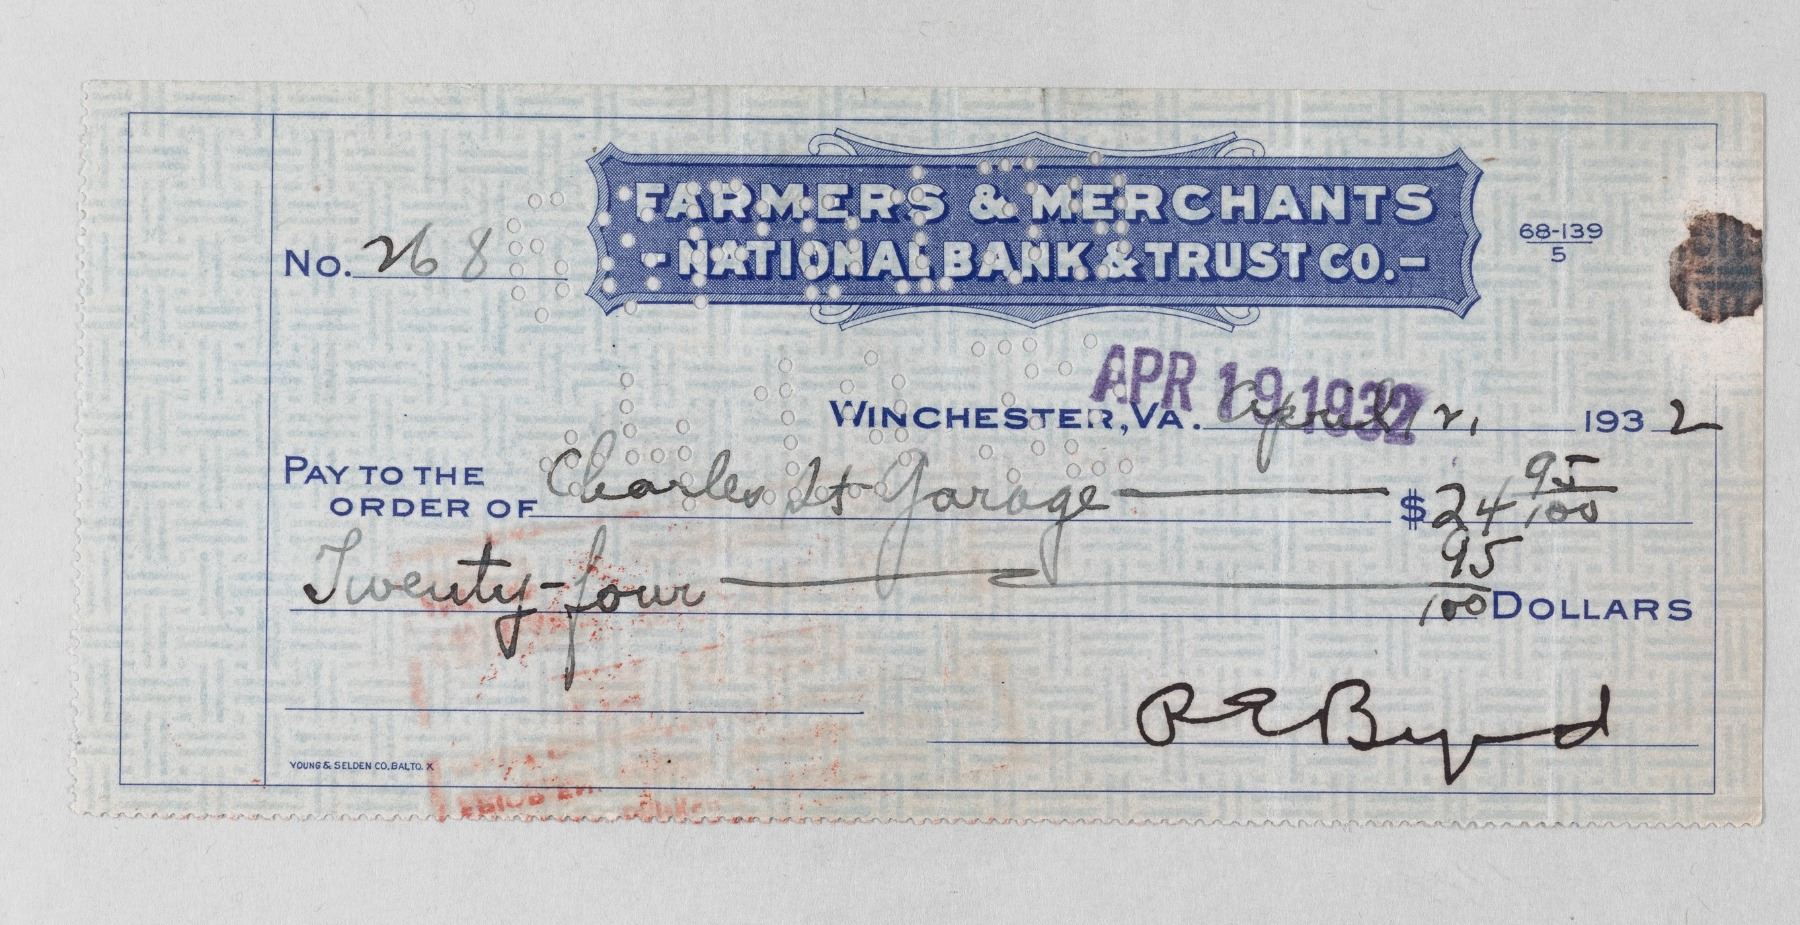 FARMERS & MERCHANTS
- NATIONAL BANK & TRUST CO. -
No. 268
68-139
5
APR 19 1932
WINCHESTER, VA. April 2, 1932
PAY TO THE
ORDER OF Charles St Garage $24 95/100
Twenty-four 95/100 DOLLARS
R E Byrd
YOUNG & SELDEN CO. BALTO. X